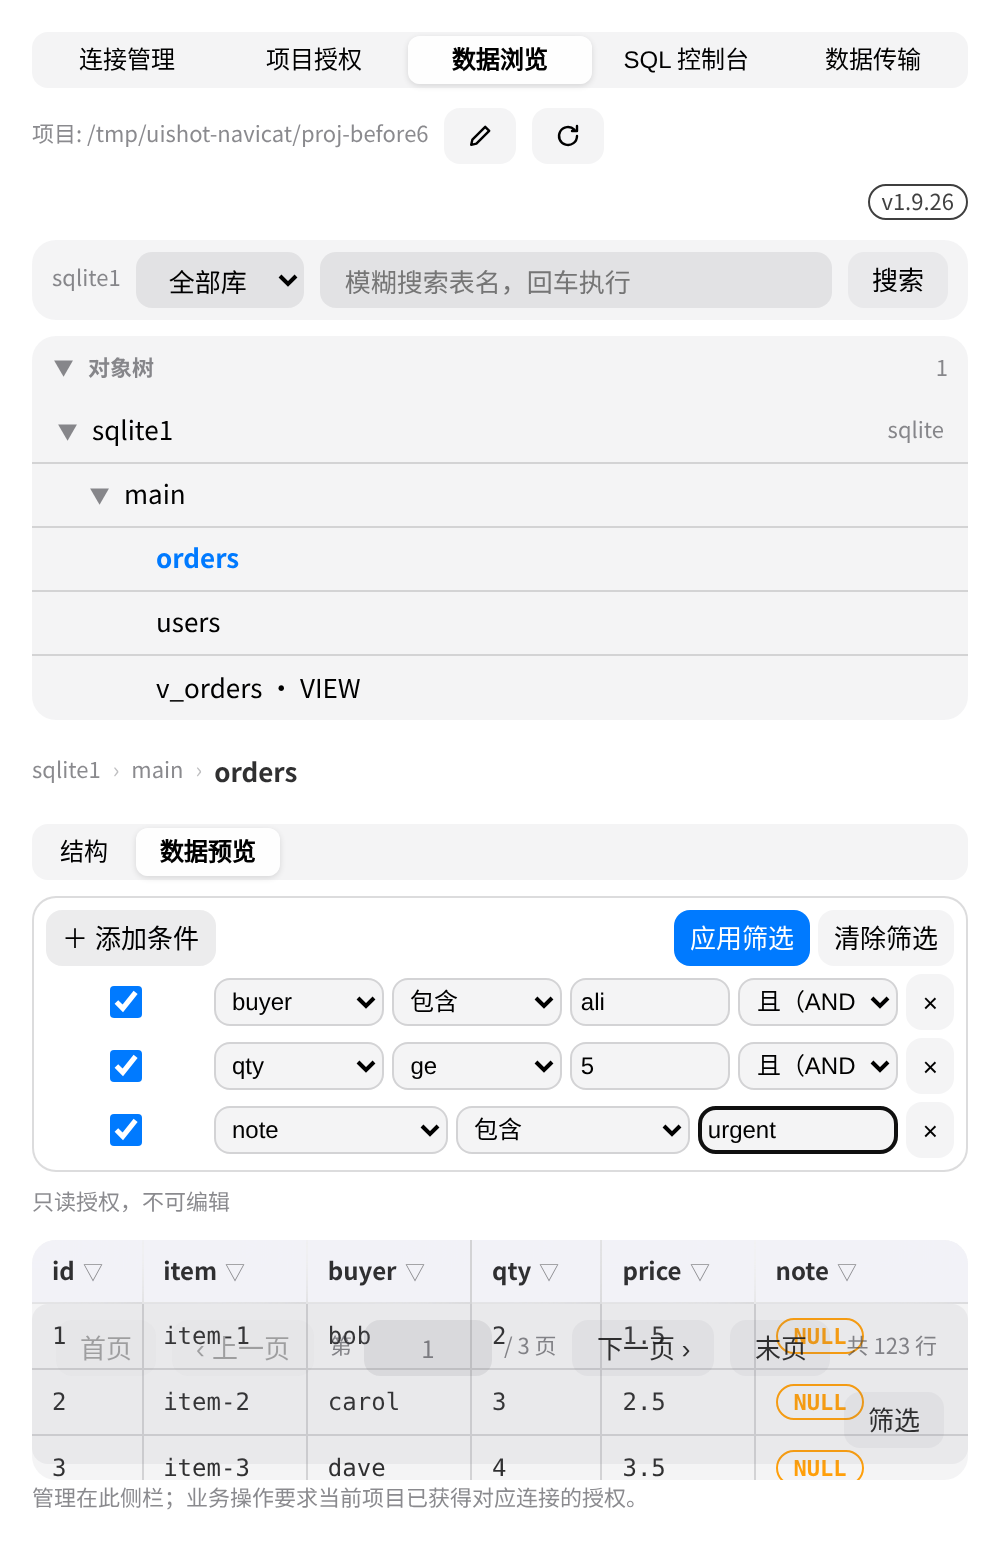 连接管理 项目授权 数据浏览 SQL 控制台 数据传输
项目: /tmp/uishot-navicat/proj-before6
v1.9.26
sqlite1 全部库 模糊搜索表名，回车执行 搜索
▼ 对象树 1
▼ sqlite1 sqlite
▼ main
orders
users
v_orders · VIEW
sqlite1 › main › orders
结构 数据预览
＋ 添加条件 应用筛选 清除筛选
buyer 包含 ali 且（AND ×
qty ge 5 且（AND ×
note 包含 urgent ×
只读授权，不可编辑
id ▽ item ▽ buyer ▽ qty ▽ price ▽ note ▽
1 item-1 bob 2 1.5 NULL
首页 ‹ 上一页 第 1 / 3 页 下一页 › 末页 共 123 行
2 item-2 carol 3 2.5 NULL
筛选
3 item-3 dave 4 3.5 NULL
管理在此侧栏；业务操作要求当前项目已获得对应连接的授权。